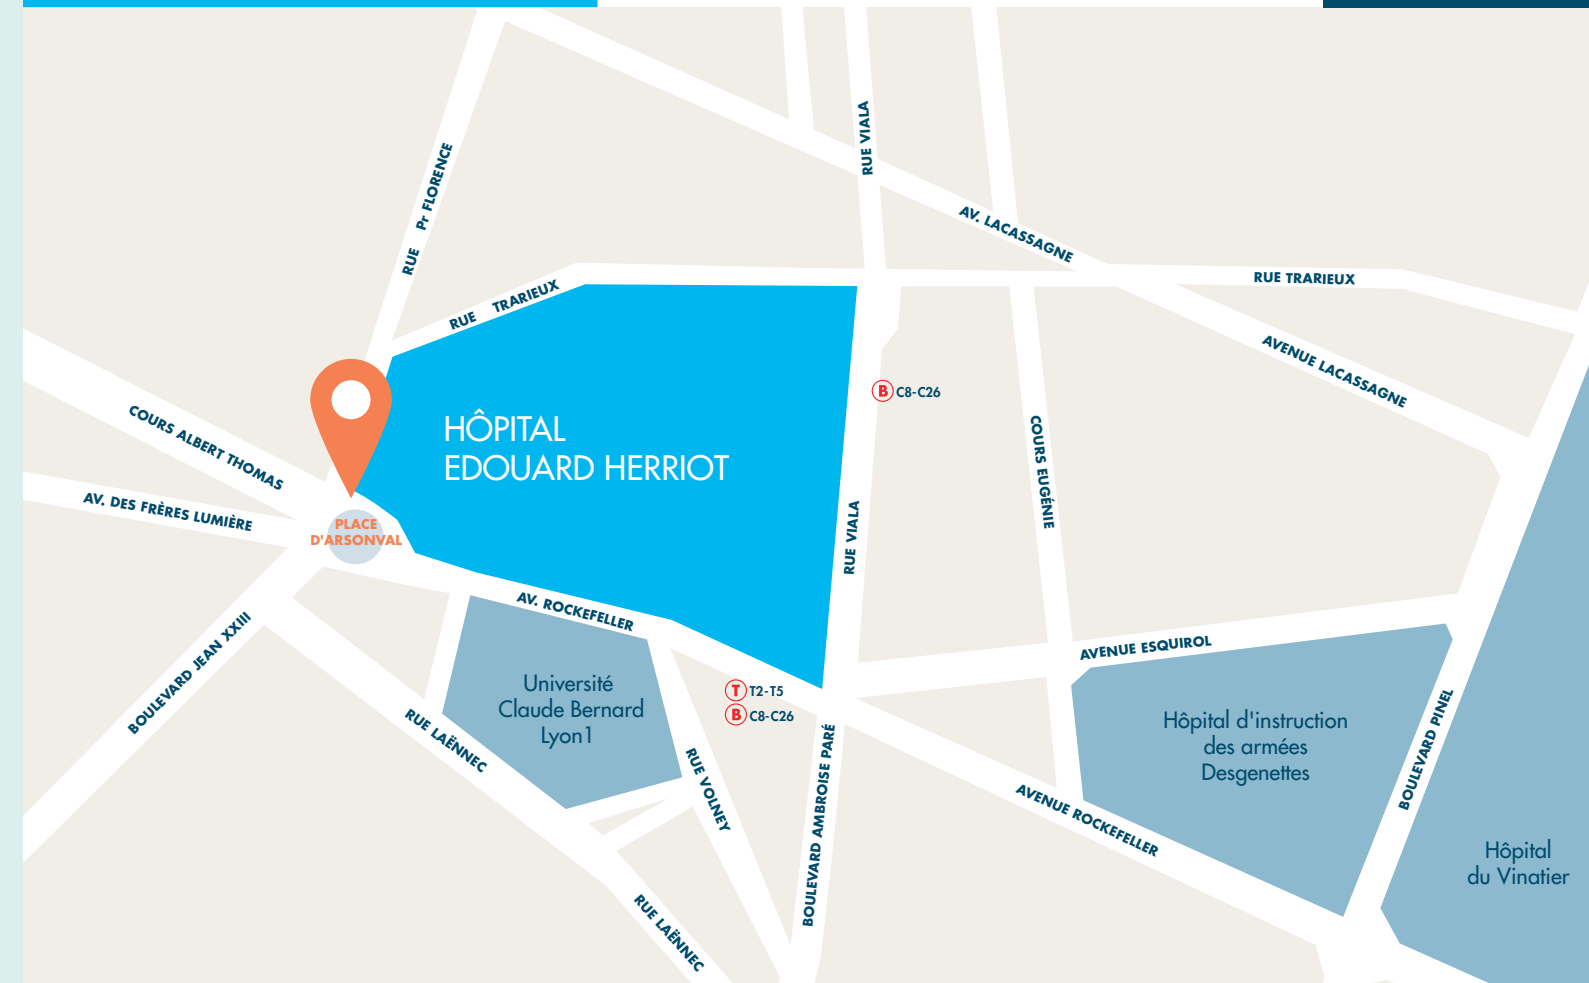 RUE VIALA
RUE Pr FLORENCE
AV. LACASSAGNE
RUE TRARIEUX
RUE TRARIEUX
AVENUE LACASSAGNE
B C8-C26
COURS ALBERT THOMAS
HÔPITAL
EDOUARD HERRIOT
COURS EUGÉNIE
AV. DES FRÈRES LUMIÈRE
PLACE
D'ARSONVAL
RUE VIALA
AV. ROCKEFELLER
BOULEVARD JEAN XXIII
AVENUE ESQUIROL
Université
Claude Bernard
Lyon1
T T2-T5
B C8-C26
Hôpital d'instruction
des armées
Desgenettes
BOULEVARD PINEL
RUE LAËNNEC
RUE VOLNEY
BOULEVARD AMBROISE PARÉ
AVENUE ROCKEFELLER
Hôpital
du Vinatier
RUE LAËNNEC